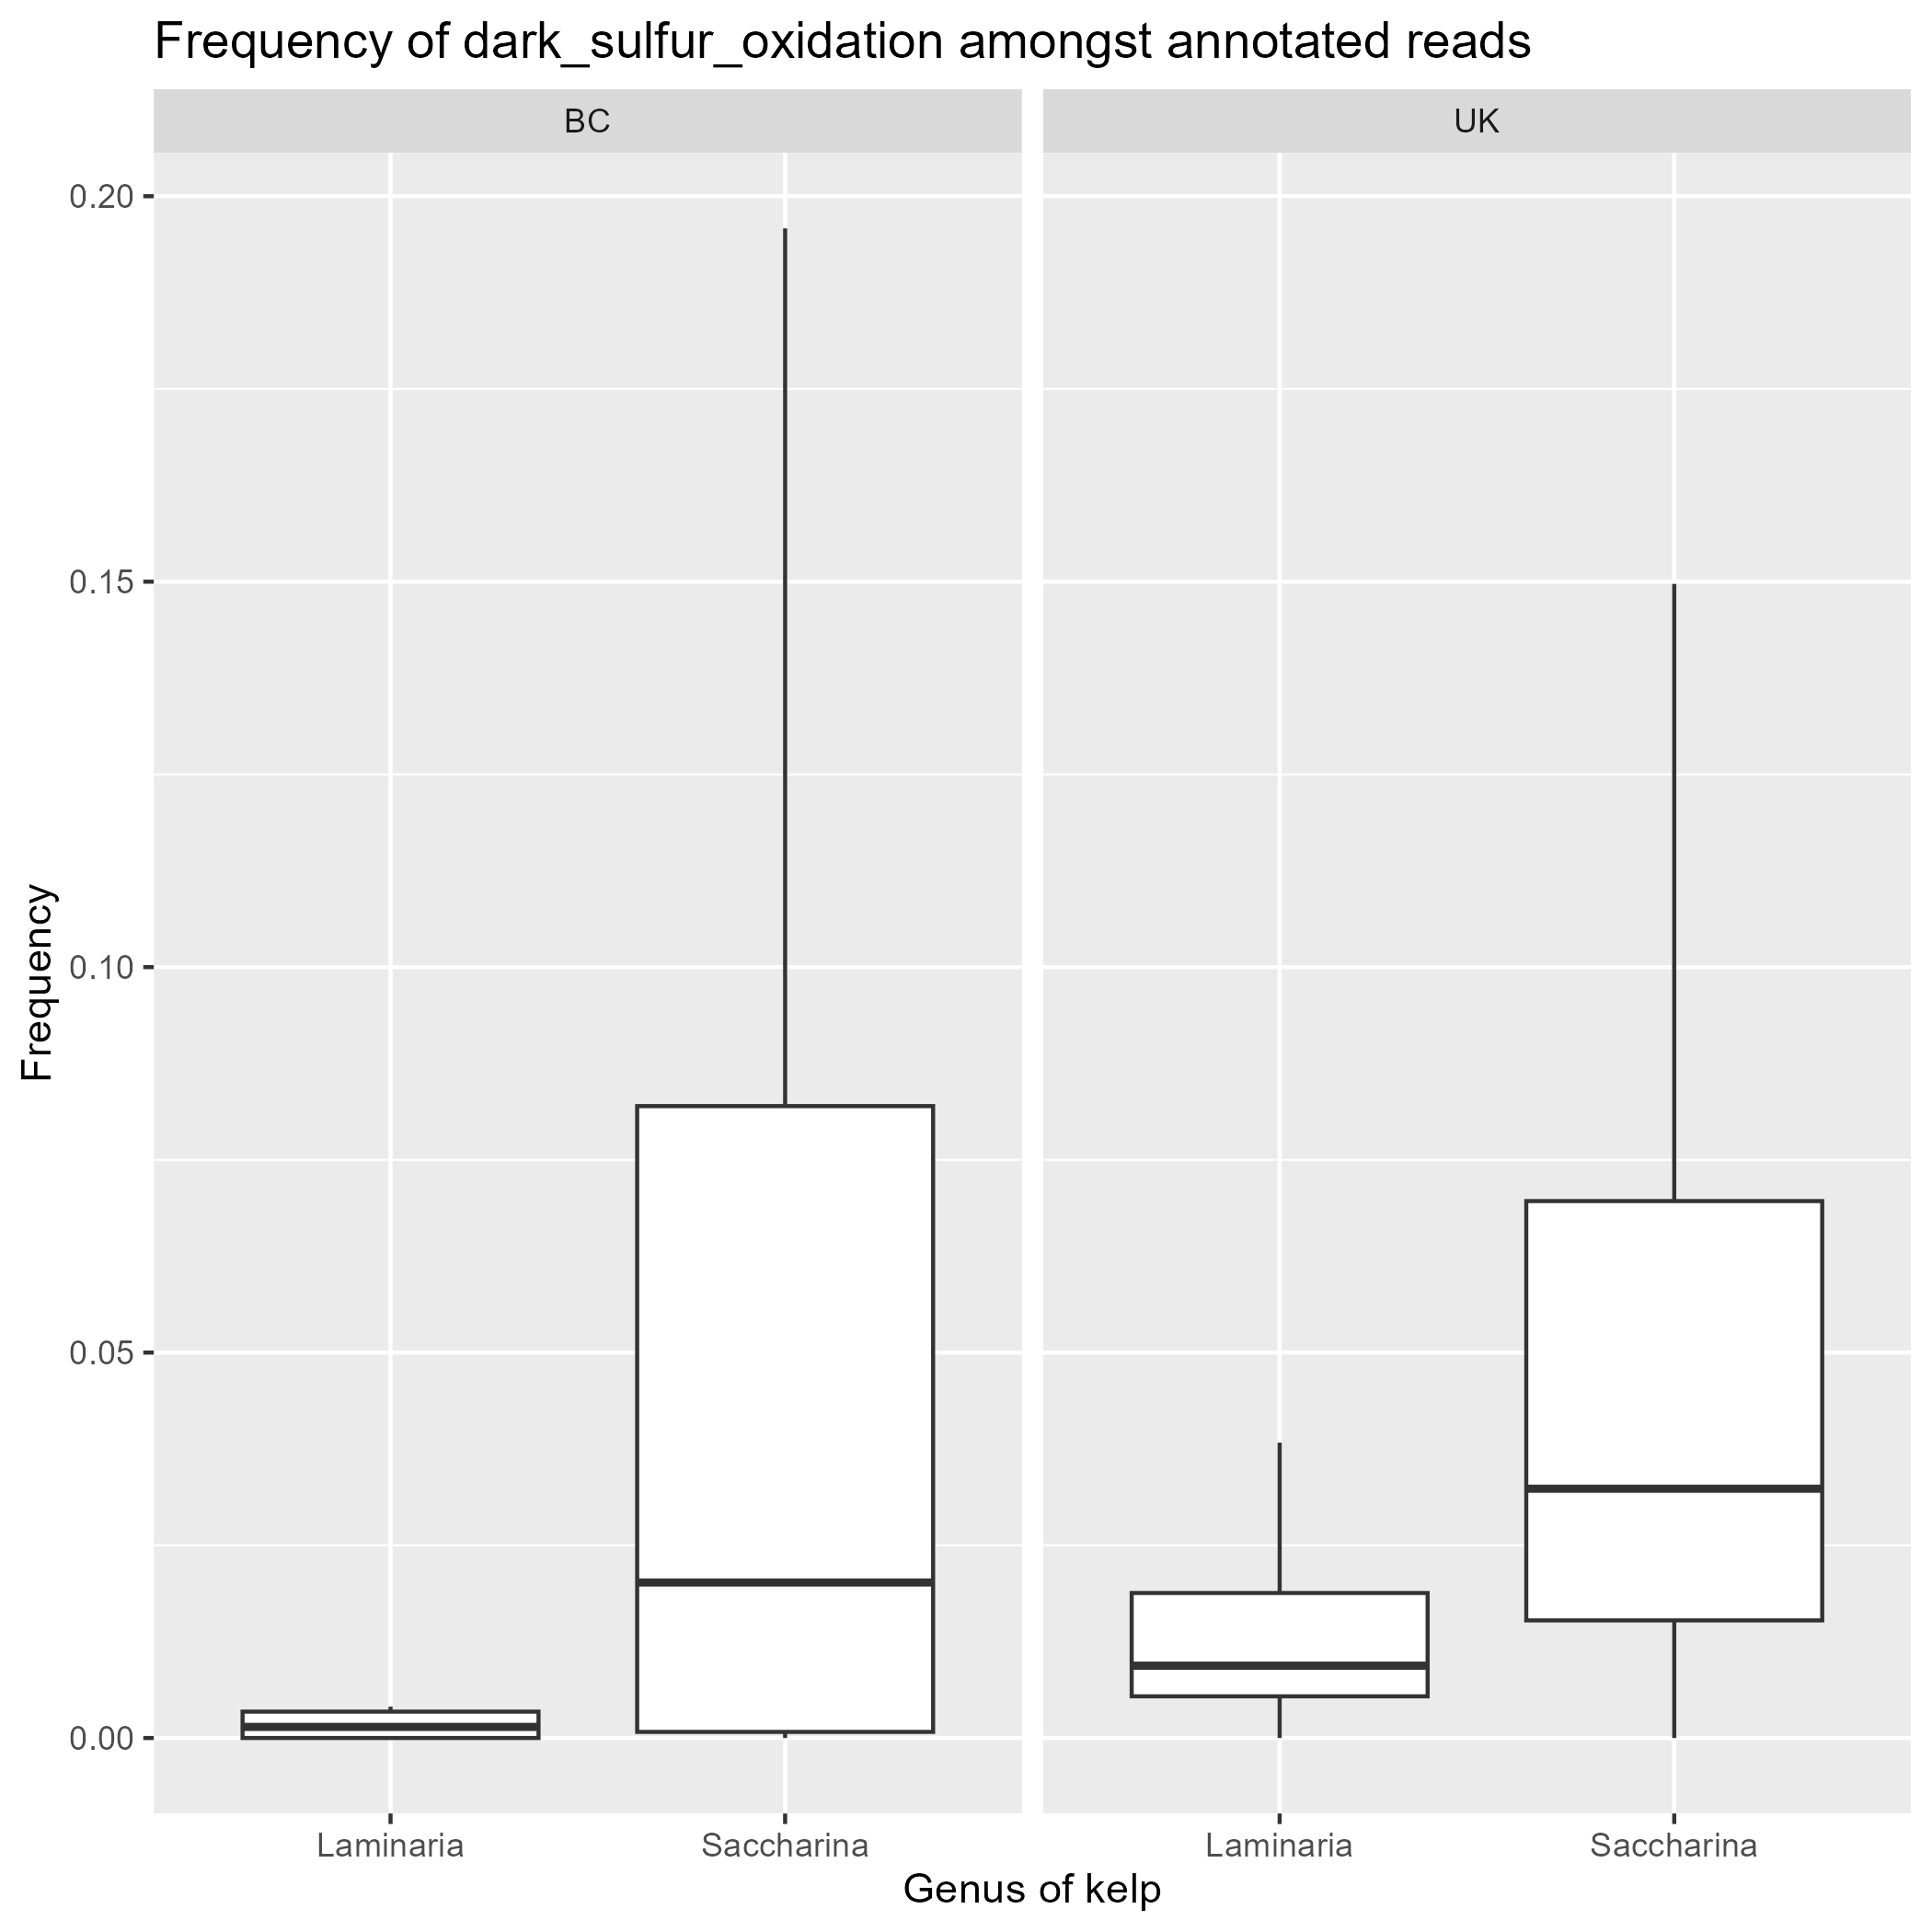 Frequency of dark_sulfur_oxidation amongst annotated reads
BC
UK
0.20
0.15
0.10
0.05
0.00
Frequency
Laminaria
Saccharina
Laminaria
Saccharina
Genus of kelp